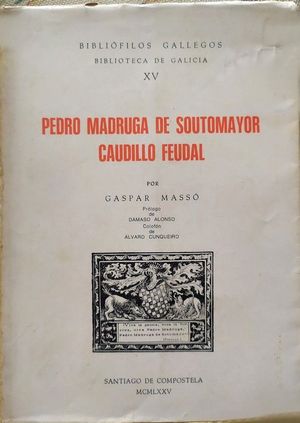 BIBLIÓFILOS GALLEGOS
BIBLIOTECA DE GALICIA
XV
PEDRO MADRUGA DE SOUTOMAYOR
CAUDILLO FEUDAL
POR
GASPAR MASSÓ
Prólogo
de
DAMASO ALONSO
Colofón
de
ALVARO CUNQUEIRO
SANTIAGO DE COMPOSTELA
MCMLXXV